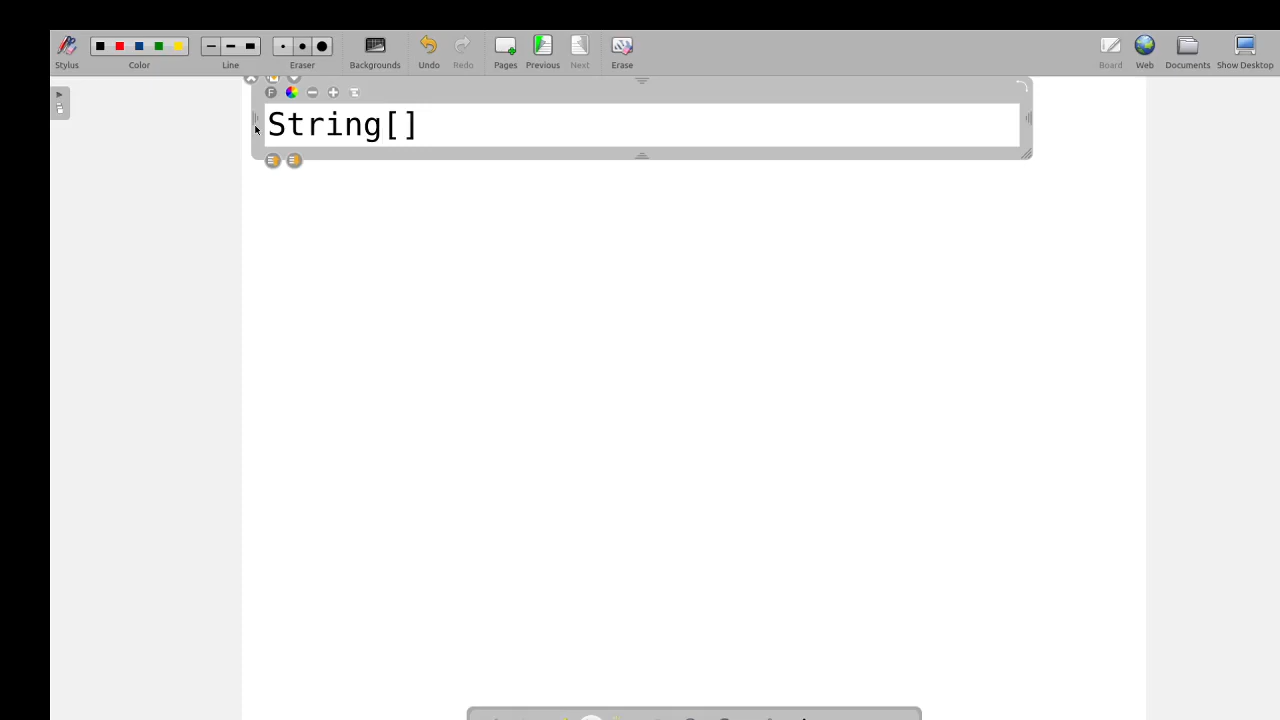 Stylus Color Line Eraser Backgrounds Undo Redo Pages Previous Next Erase Board Web Documents Show Desktop
F
String[]